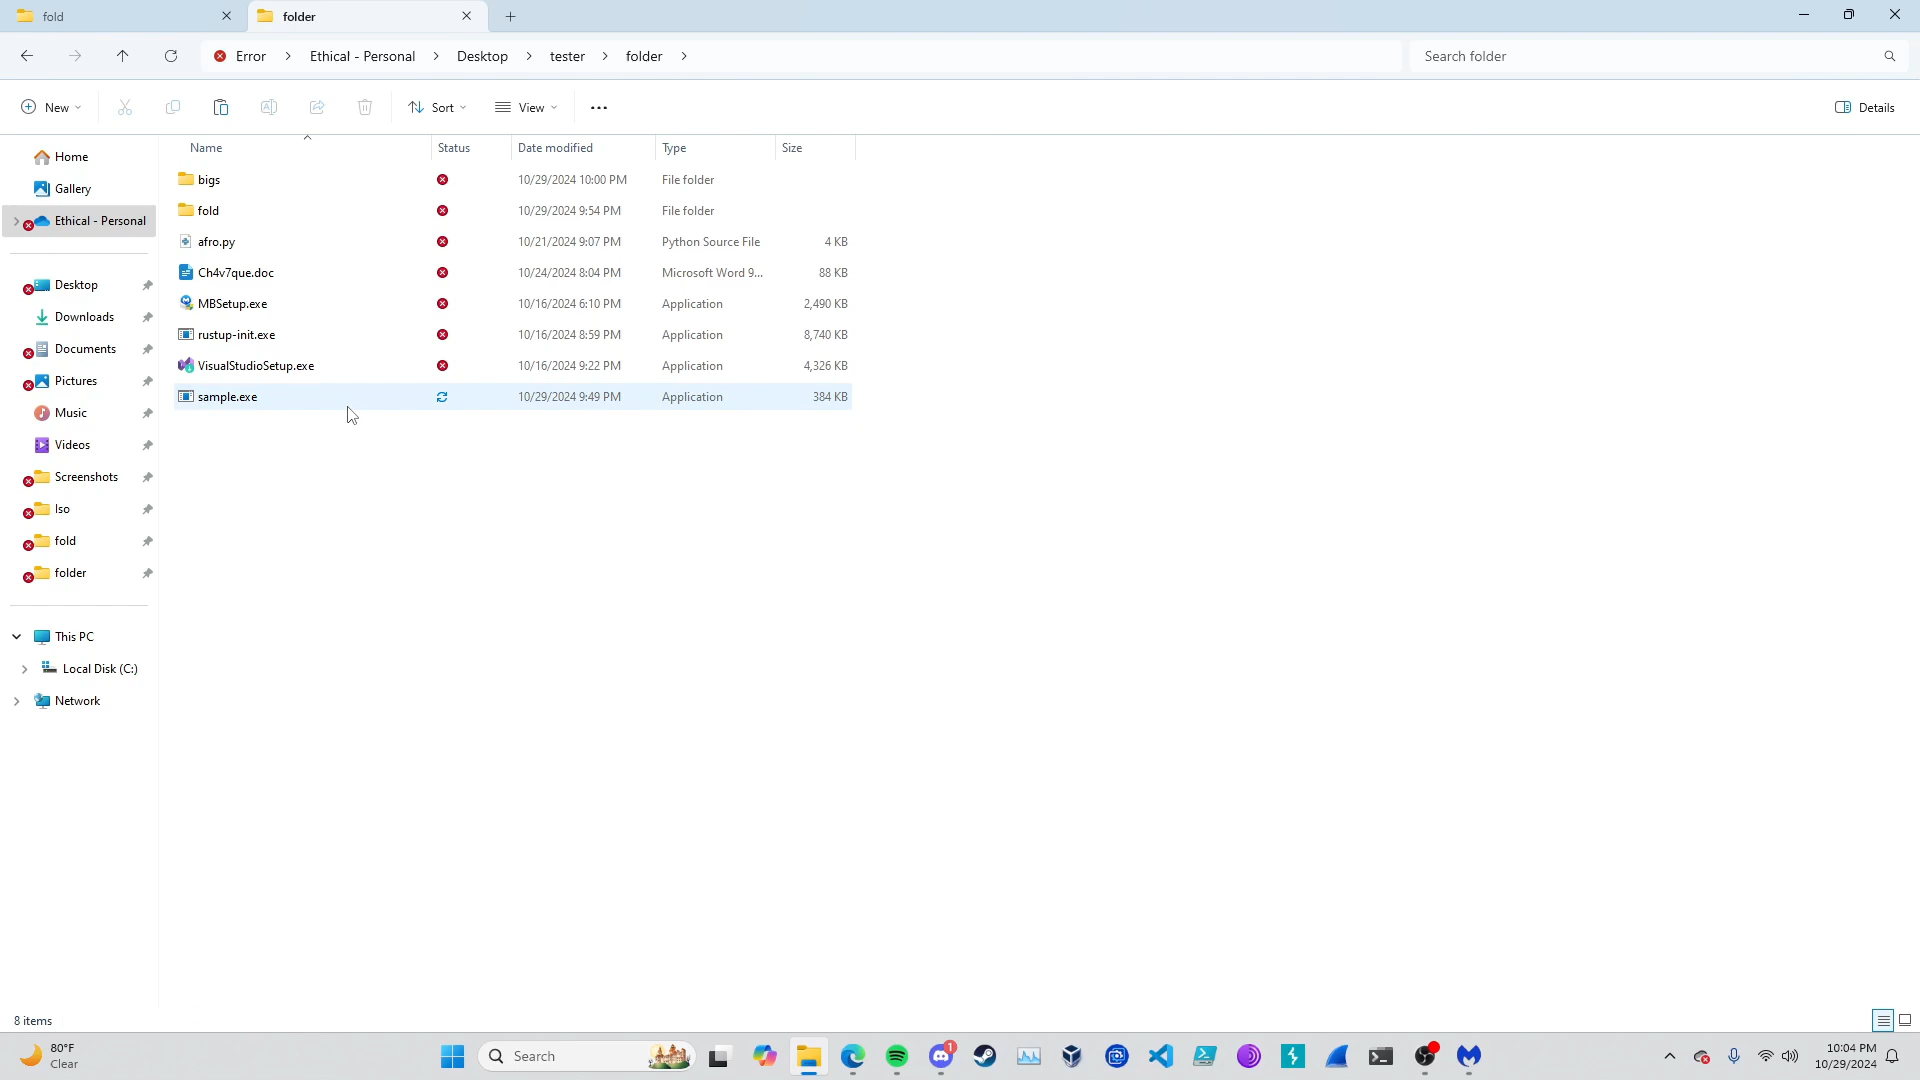 fold
folder
Error > Ethical - Personal > Desktop > tester > folder >
Search folder
New
Sort
View
Details
Name Status Date modified Type Size
bigs 10/29/2024 10:00 PM File folder
fold 10/29/2024 9:54 PM File folder
afro.py 10/21/2024 9:07 PM Python Source File 4 KB
Ch4v7que.doc 10/24/2024 8:04 PM Microsoft Word 9... 88 KB
MBSetup.exe 10/16/2024 6:10 PM Application 2,490 KB
rustup-init.exe 10/16/2024 8:59 PM Application 8,740 KB
VisualStudioSetup.exe 10/16/2024 9:22 PM Application 4,326 KB
sample.exe 10/29/2024 9:49 PM Application 384 KB
Home
Gallery
Ethical - Personal
Desktop
Downloads
Documents
Pictures
Music
Videos
Screenshots
Iso
fold
folder
This PC
Local Disk (C:)
Network
8 items
80°F
Clear
Search
1
10:04 PM
10/29/2024